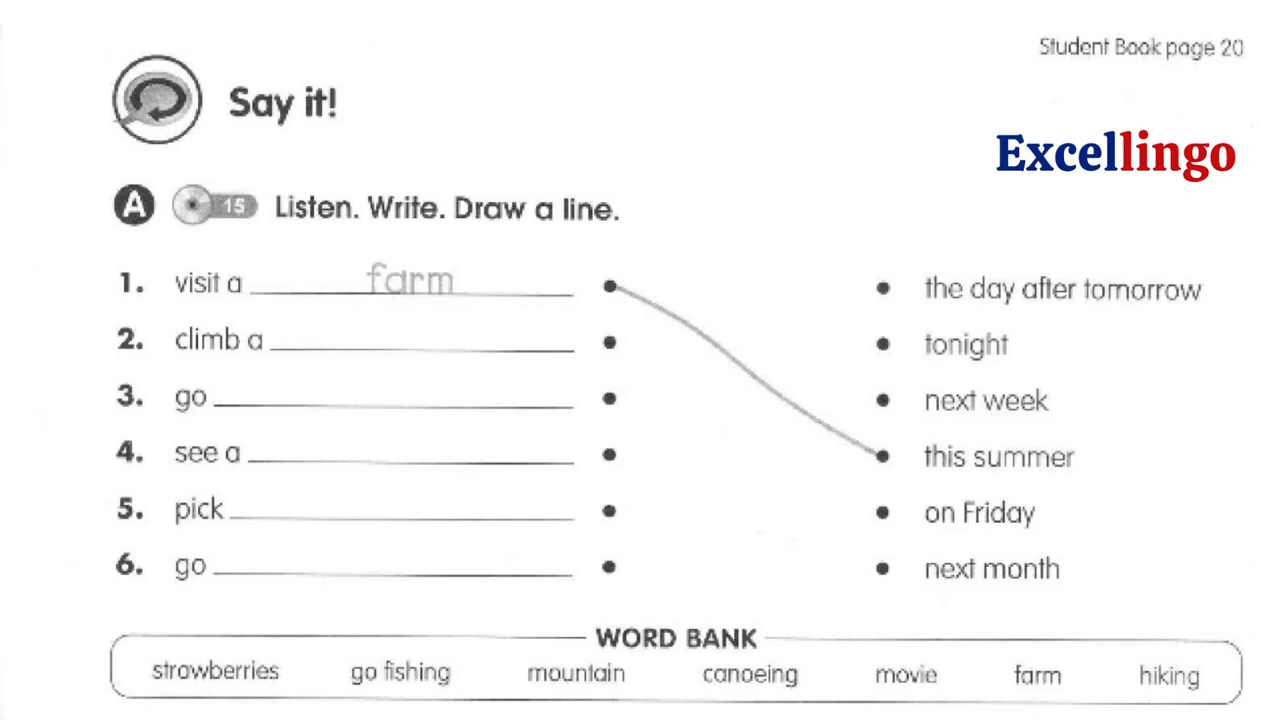 Student Book page 20
Say it!
Excellingo
A 15 Listen. Write. Draw a line.
1. visit a farm
the day after tomorrow
2. climb a
tonight
3. go
next week
4. see a
this summer
5. pick
on Friday
6. go
next month
WORD BANK
strawberries go fishing mountain canoeing movie farm hiking